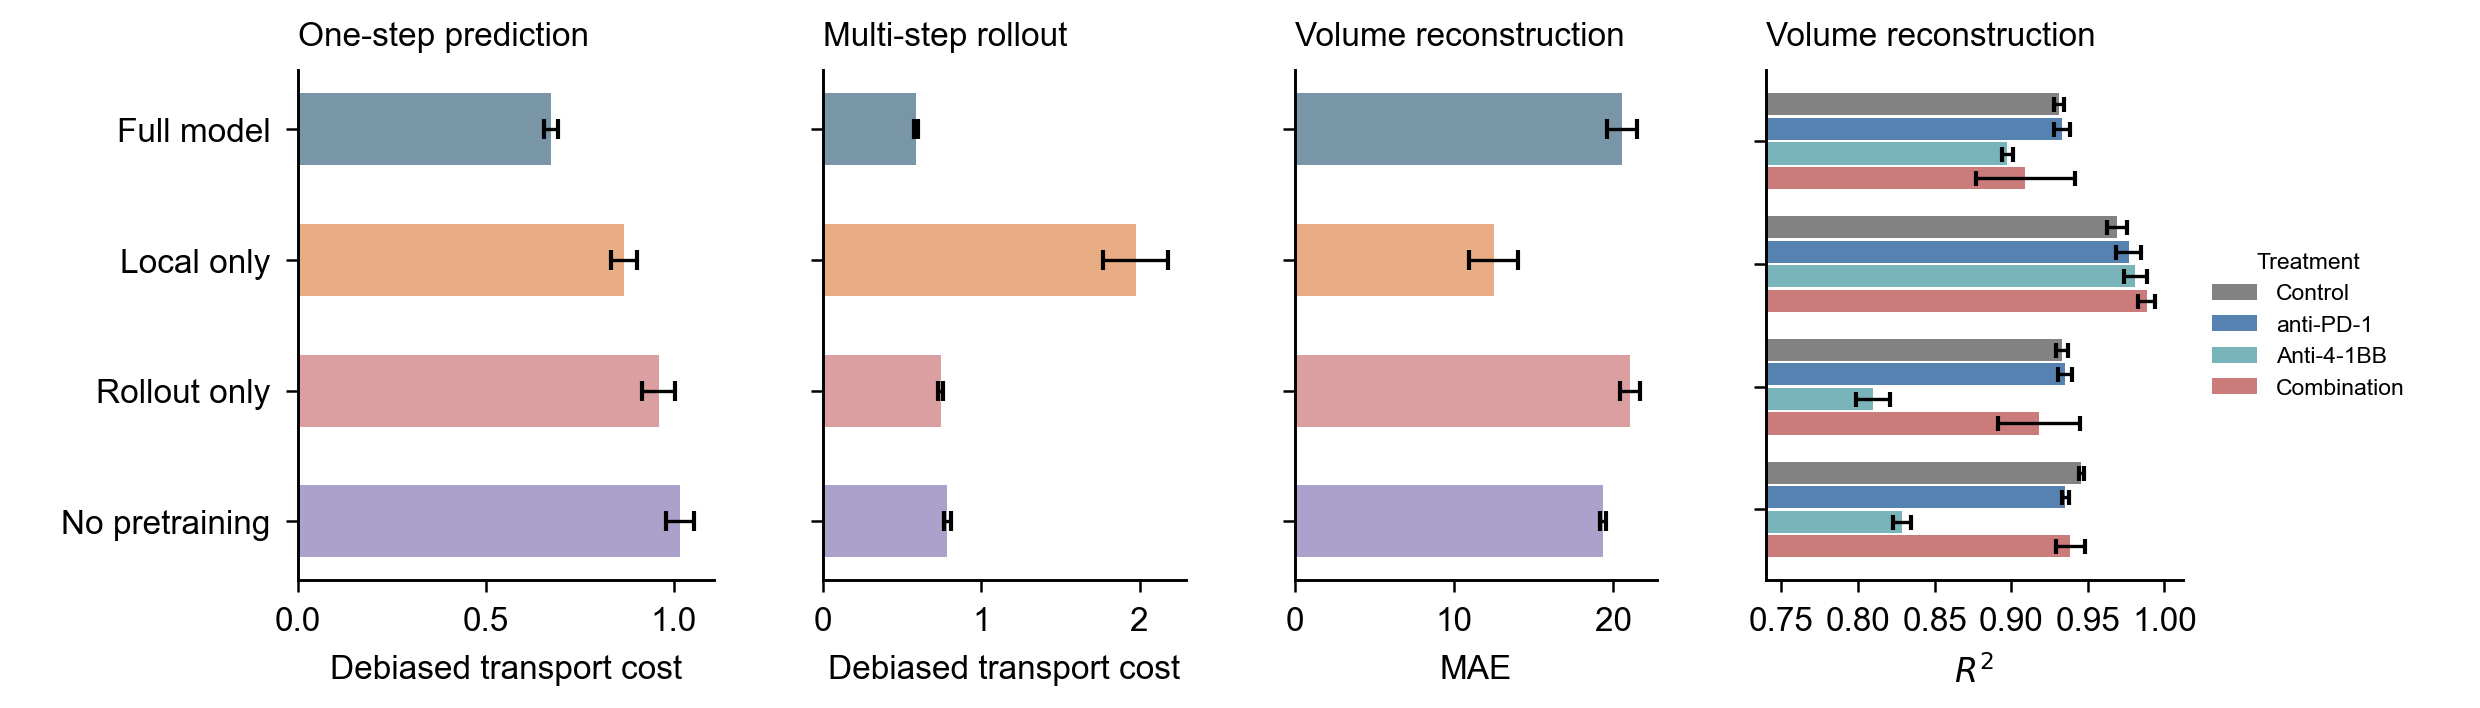 One-step prediction
Multi-step rollout
Volume reconstruction
Volume reconstruction
Full model
Local only
Rollout only
No pretraining
Treatment
Control
anti-PD-1
Anti-4-1BB
Combination
0.0 0.5 1.0
0 1 2
0 10 20
0.75 0.80 0.85 0.90 0.95 1.00
Debiased transport cost
Debiased transport cost
MAE
R²